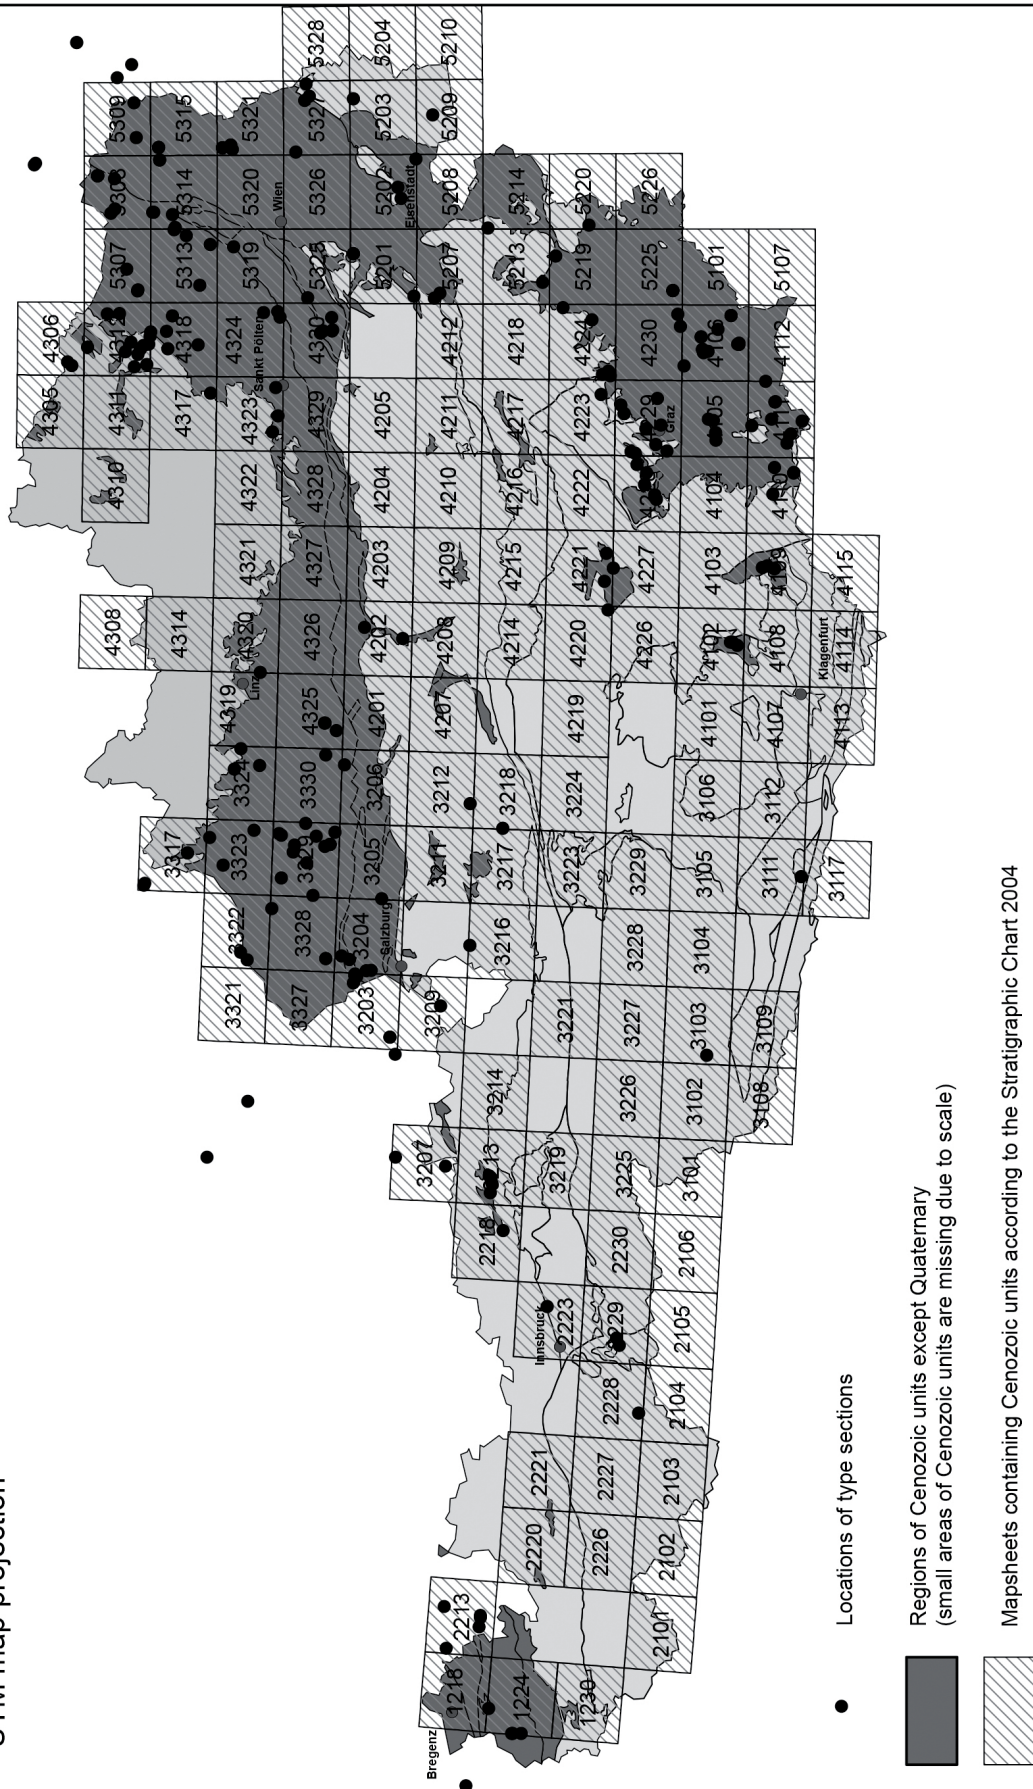 UTM map projection
4305 4306
4308 4310 4311 4312 5307 5308 5309
3317 4314 4317 4318 5313 5314 5315
3321 3322 3323 3324 4319 4320 4321 4322 4323 4324 5319 5320 5321
Linz Sankt Pölten Wien
3327 3328 3329 3330 4325 4326 4327 4328 4329 4330 5325 5326 5327 5328
3203 3204 3205 3206 4201 4202 4203 4204 4205 5201 5202 5203 5204
Salzburg Eisenstadt
Bregenz
1218 2213 3207 3209 3211 3212 4207 4208 4209 4210 4211 4212 5207 5208 5209 5210
1224 2218 3213 3214 3216 3217 3218 4214 4215 4216 4217 4218 5213 5214
Innsbruck
2220 2221 2223 3219 3221 3223 3224 4219 4220 4221 4222 4223 4224 5219 5220
1230 2226 2227 2228 2229 2230 3225 3226 3227 3228 3229 4226 4227 4229 4230 5225 5226
Graz
2101 2102 2103 2104 2105 2106 3101 3102 3103 3104 3105 3106 4101 4102 4103 4104 4105 4106 5101
3108 3109 3111 3112 4107 4108 4109 4110 4111 4112 5107
Klagenfurt
3117 4113 4114 4115
Locations of type sections
Regions of Cenozoic units except Quaternary
(small areas of Cenozoic units are missing due to scale)
Mapsheets containing Cenozoic units according to the Stratigraphic Chart 2004